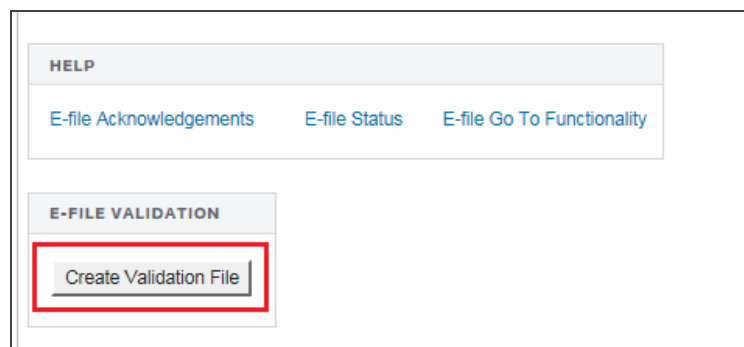 HELP
E-file Acknowledgements E-file Status E-file Go To Functionality
E-FILE VALIDATION
Create Validation File